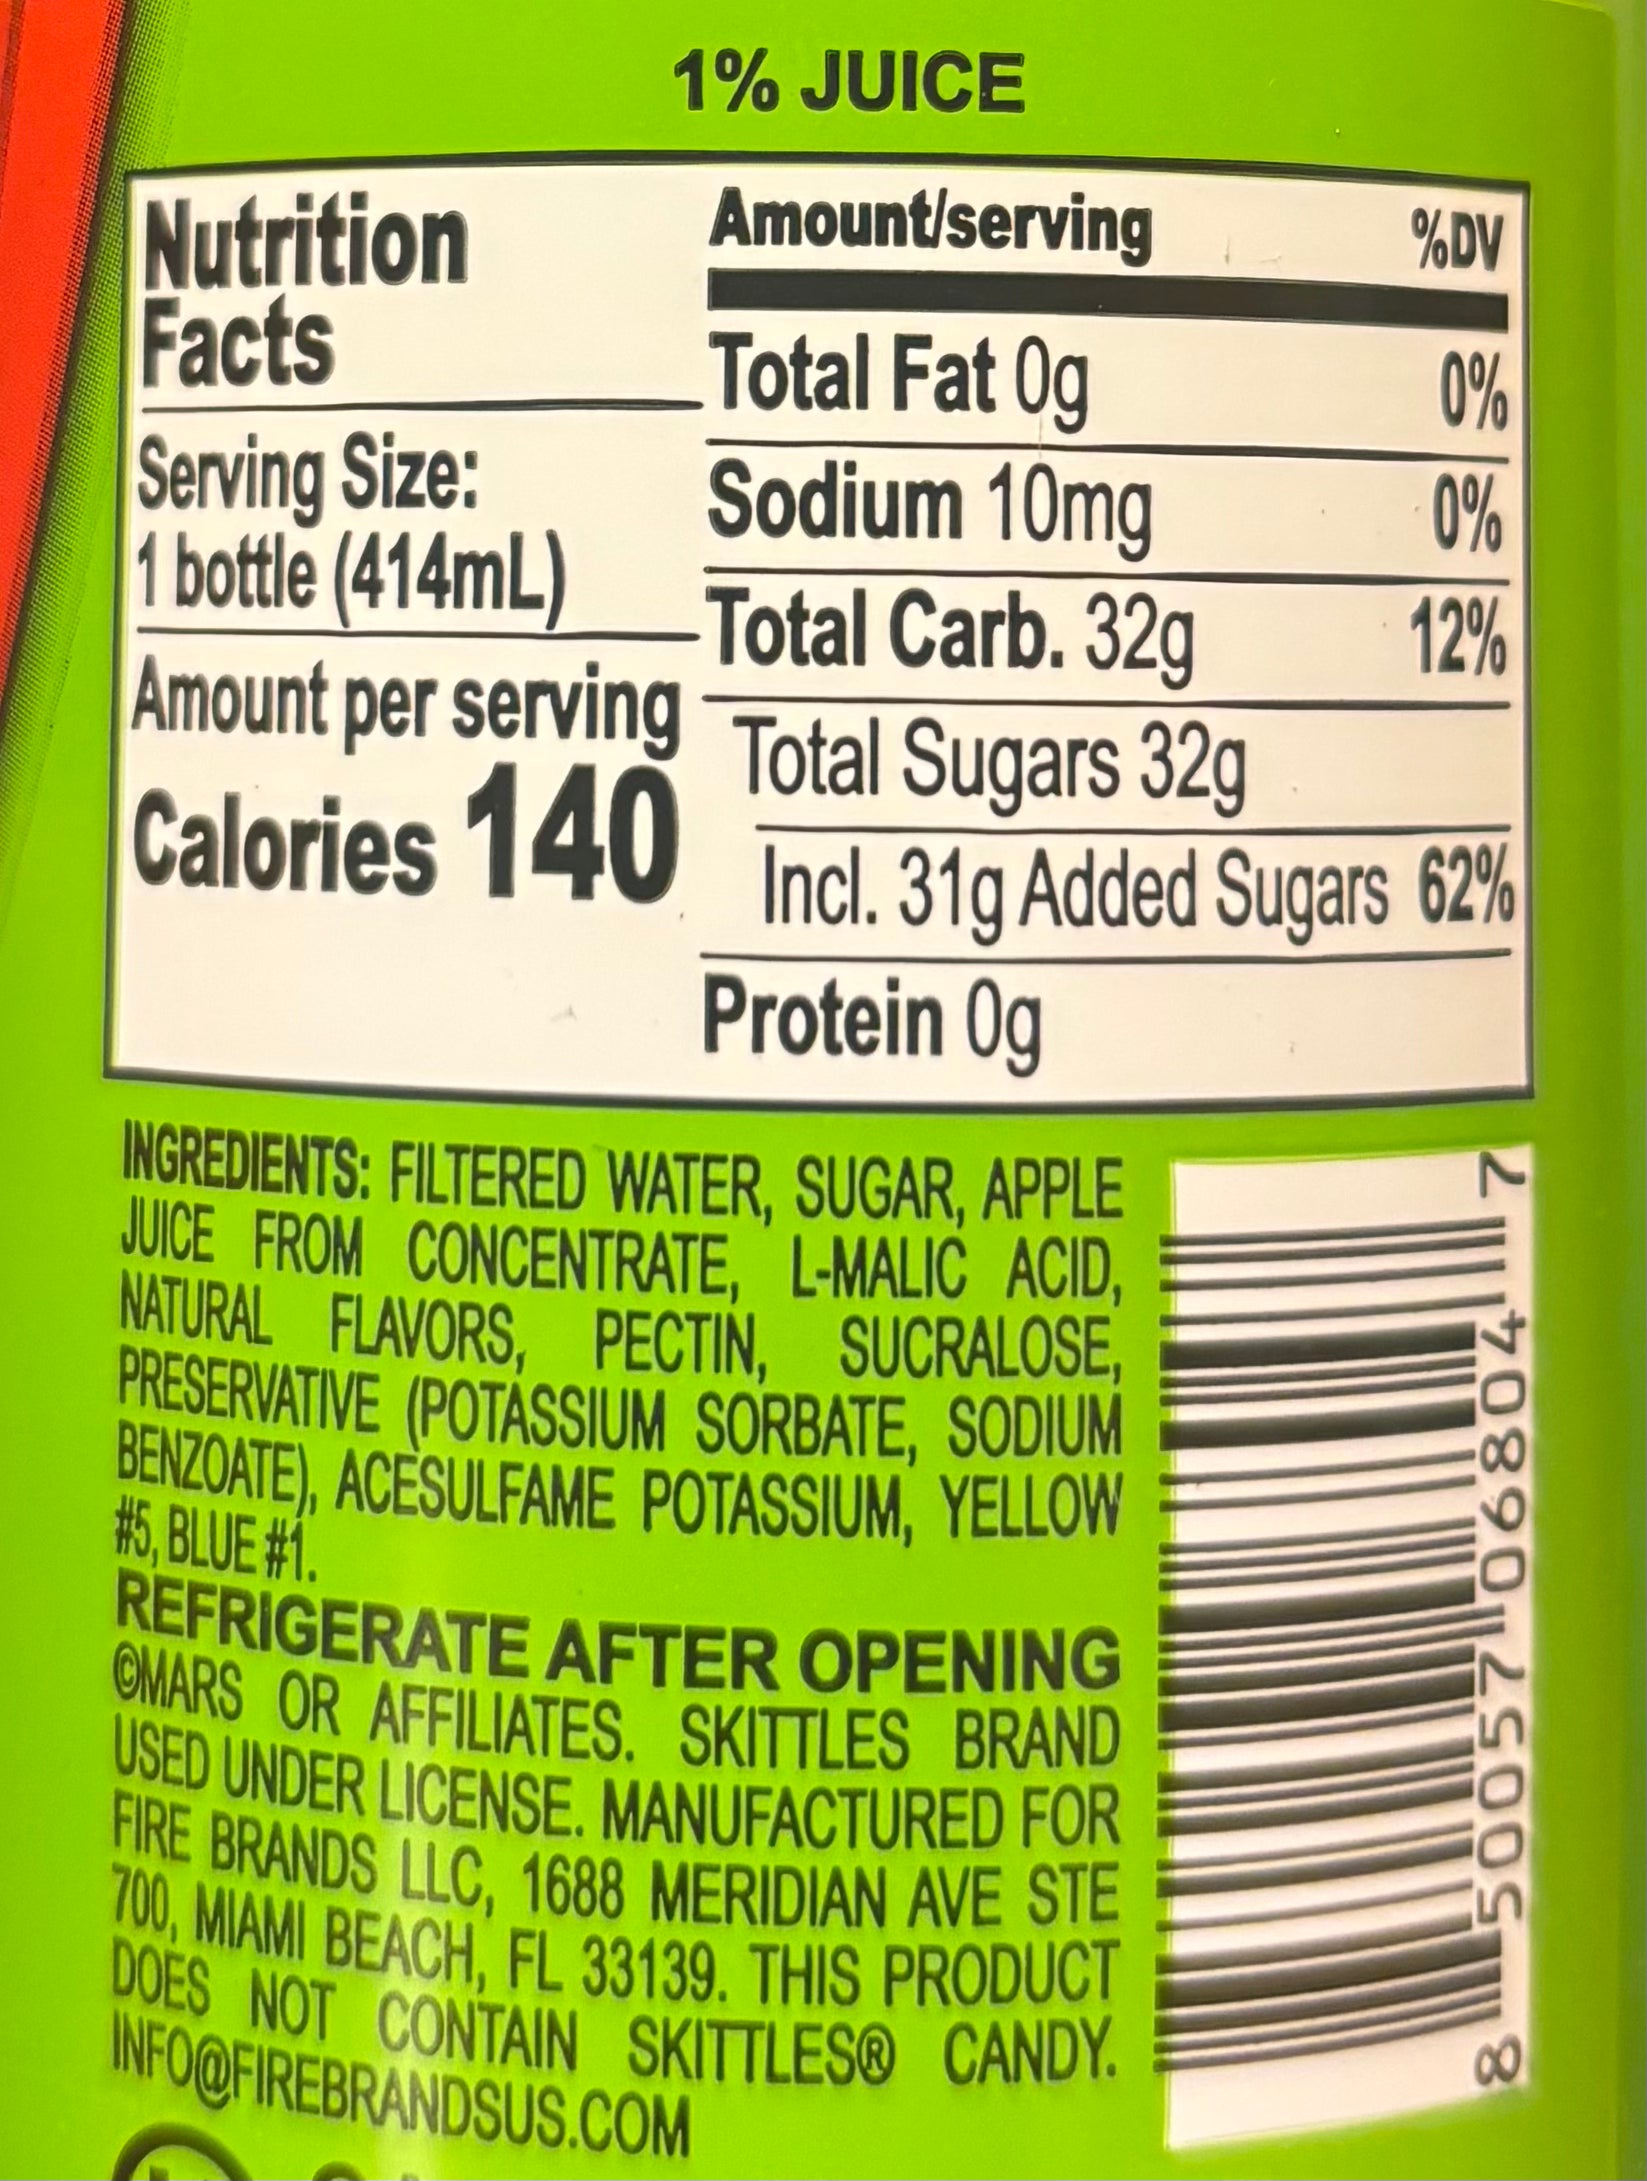 1% JUICE
Nutrition
Facts
Serving Size:
1 bottle (414mL)
Amount per serving
Calories 140
Amount/serving %DV
Total Fat 0g 0%
Sodium 10mg 0%
Total Carb. 32g 12%
Total Sugars 32g
Incl. 31g Added Sugars 62%
Protein 0g
INGREDIENTS: FILTERED WATER, SUGAR, APPLE
JUICE FROM CONCENTRATE, L-MALIC ACID,
NATURAL FLAVORS, PECTIN, SUCRALOSE,
PRESERVATIVE (POTASSIUM SORBATE, SODIUM
BENZOATE), ACESULFAME POTASSIUM, YELLOW
#5, BLUE #1.
REFRIGERATE AFTER OPENING
©MARS OR AFFILIATES. SKITTLES BRAND
USED UNDER LICENSE. MANUFACTURED FOR
FIRE BRANDS LLC, 1688 MERIDIAN AVE STE
700, MIAMI BEACH, FL 33139. THIS PRODUCT
DOES NOT CONTAIN SKITTLES® CANDY.
INFO@FIREBRANDSUS.COM
8 50057 06804 7